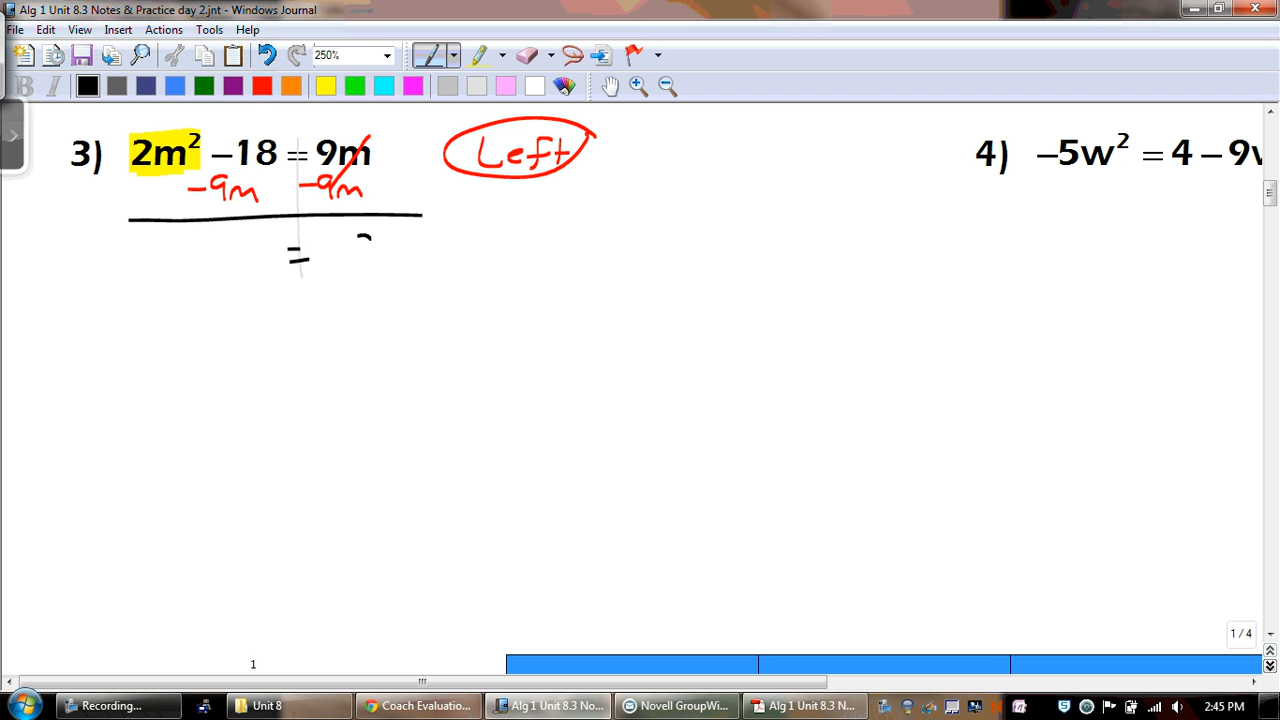 Alg 1 Unit 8.3 Notes & Practice day 2.jnt - Windows Journal
File Edit View Insert Actions Tools Help
250%
B I
3) 2m² −18 = 9m Left
−9m −9m
=
4) −5w² = 4 − 9
1 / 4
1
Recording... Unit 8 Coach Evaluatio... Alg 1 Unit 8.3 No... Novell GroupWi... Alg 1 Unit 8.3 N... 2:45 PM